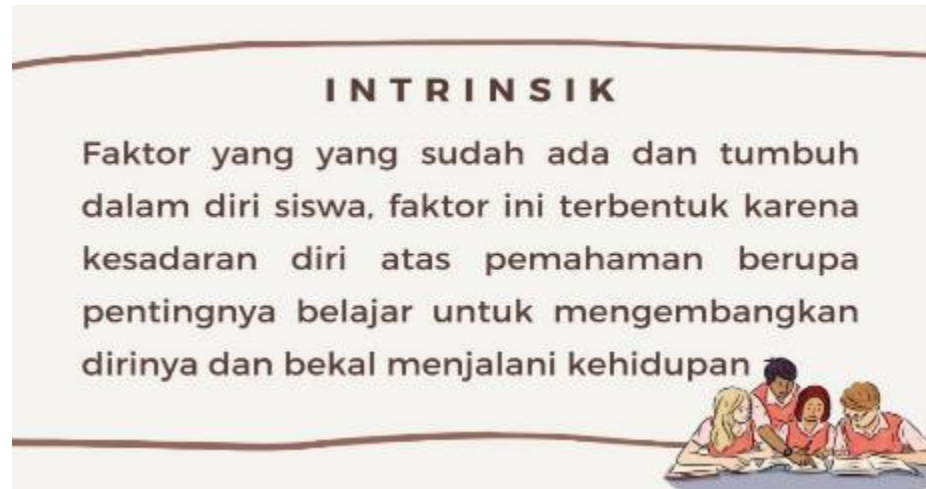 INTRINSIK
Faktor yang yang sudah ada dan tumbuh
dalam diri siswa, faktor ini terbentuk karena
kesadaran diri atas pemahaman berupa
pentingnya belajar untuk mengembangkan
dirinya dan bekal menjalani kehidupan